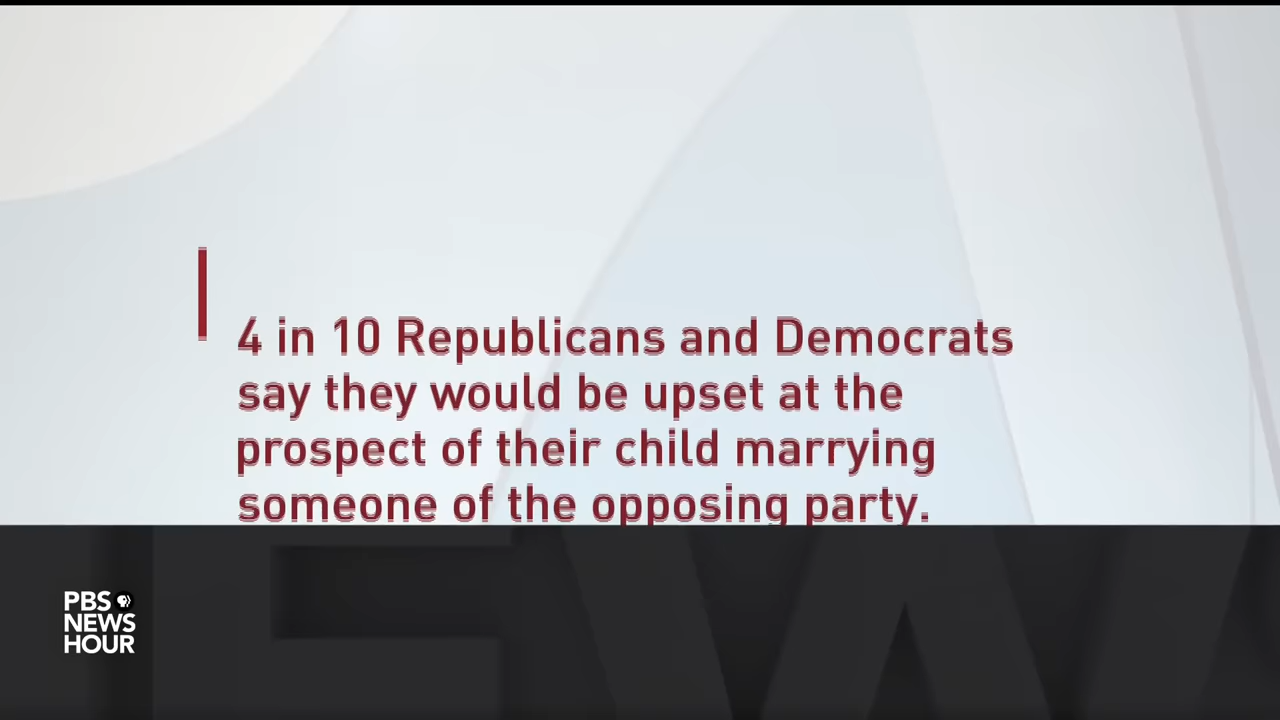 4 in 10 Republicans and Democrats
say they would be upset at the
prospect of their child marrying
someone of the opposing party.
PBS
NEWS
HOUR